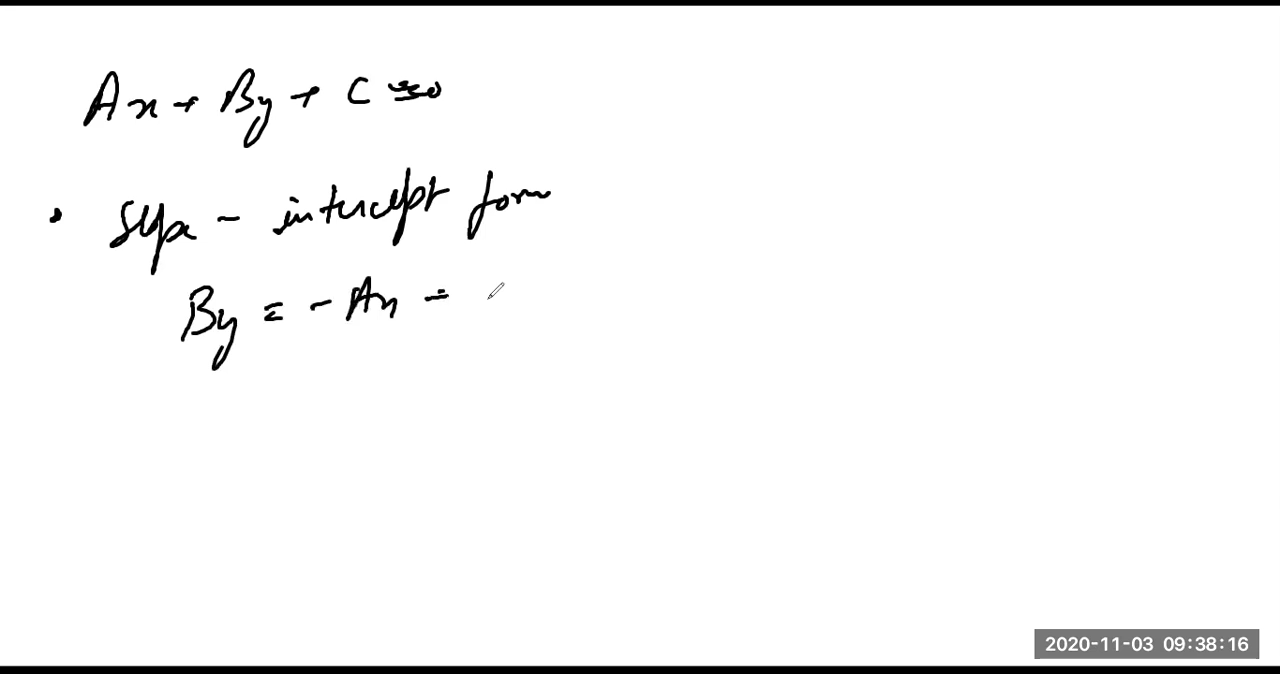 Ax + By + C = 0
• Slope - intercept form
By = - Ax -
2020-11-03 09:38:16